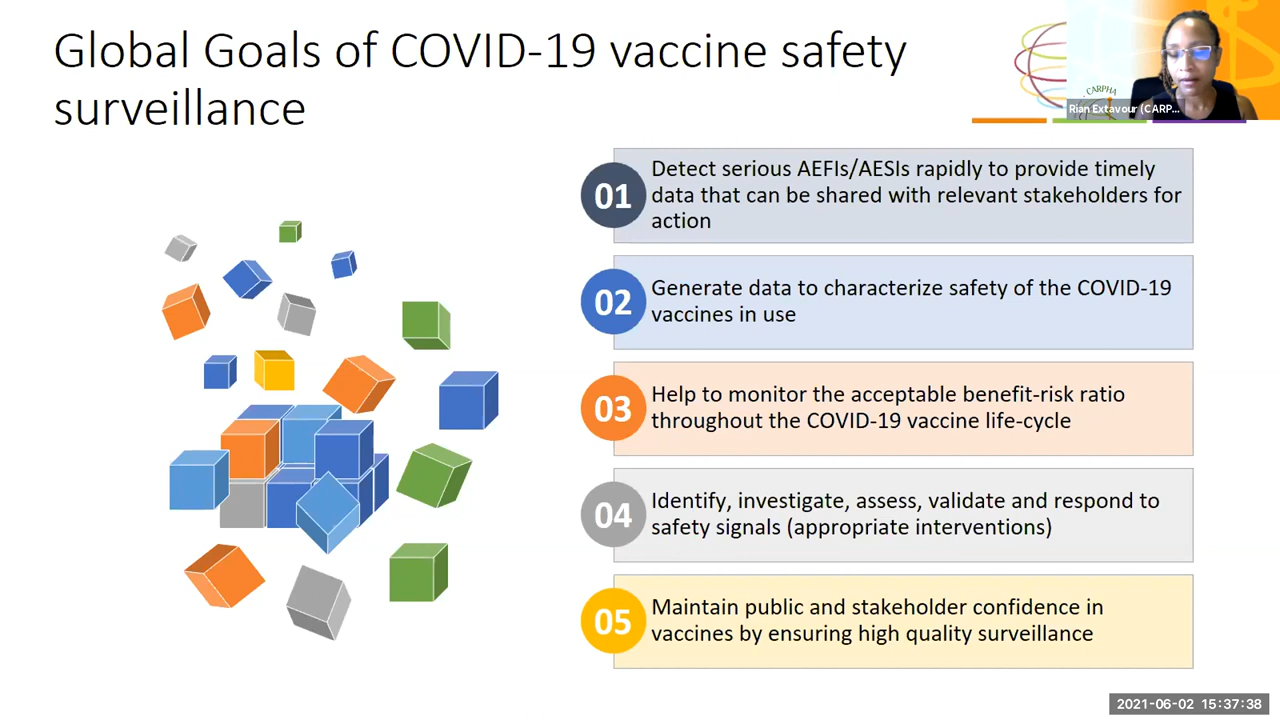 Global Goals of COVID-19 vaccine safety
surveillance
CARPHA
Rian Extavour (CARP...
01
Detect serious AEFIs/AESIs rapidly to provide timely
data that can be shared with relevant stakeholders for
action
02
Generate data to characterize safety of the COVID-19
vaccines in use
03
Help to monitor the acceptable benefit-risk ratio
throughout the COVID-19 vaccine life-cycle
04
Identify, investigate, assess, validate and respond to
safety signals (appropriate interventions)
05
Maintain public and stakeholder confidence in
vaccines by ensuring high quality surveillance
2021-06-02 15:37:38